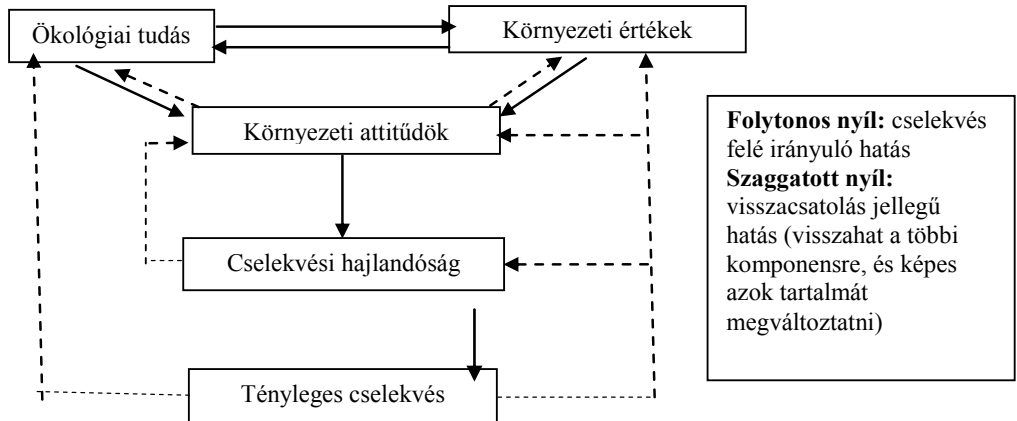 Ökológiai tudás
Környezeti értékek
Környezeti attitűdök
Cselekvési hajlandóság
Tényleges cselekvés
Folytonos nyíl: cselekvés
felé irányuló hatás
Szaggatott nyíl:
visszacsatolás jellegű
hatás (visszahat a többi
komponensre, és képes
azok tartalmát
megváltoztatni)